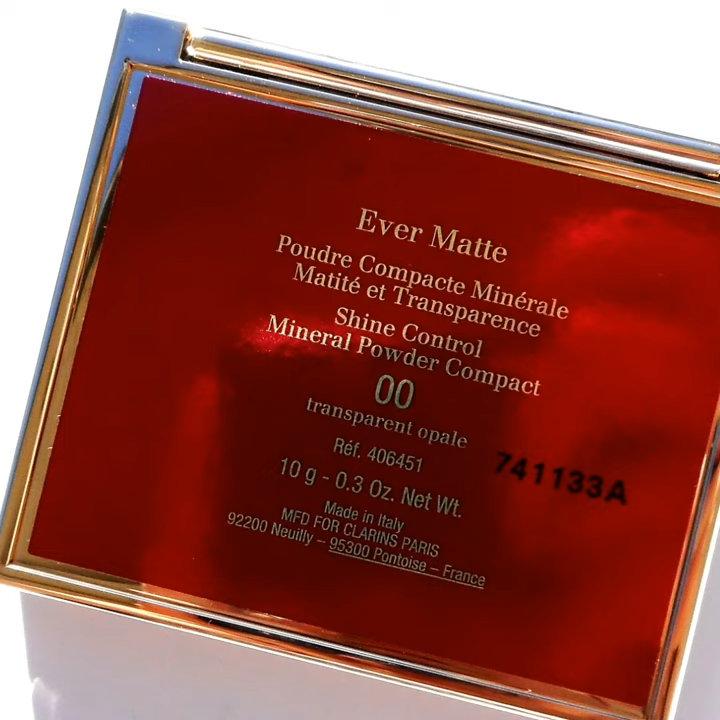 Ever Matte
Poudre Compacte Minérale
Matité et Transparence
Shine Control
Mineral Powder Compact
00
transparent opale
Réf. 406451
741133A
10 g - 0.3 Oz. Net Wt.
Made in Italy
MFD FOR CLARINS PARIS
92200 Neuilly – 95300 Pontoise – France